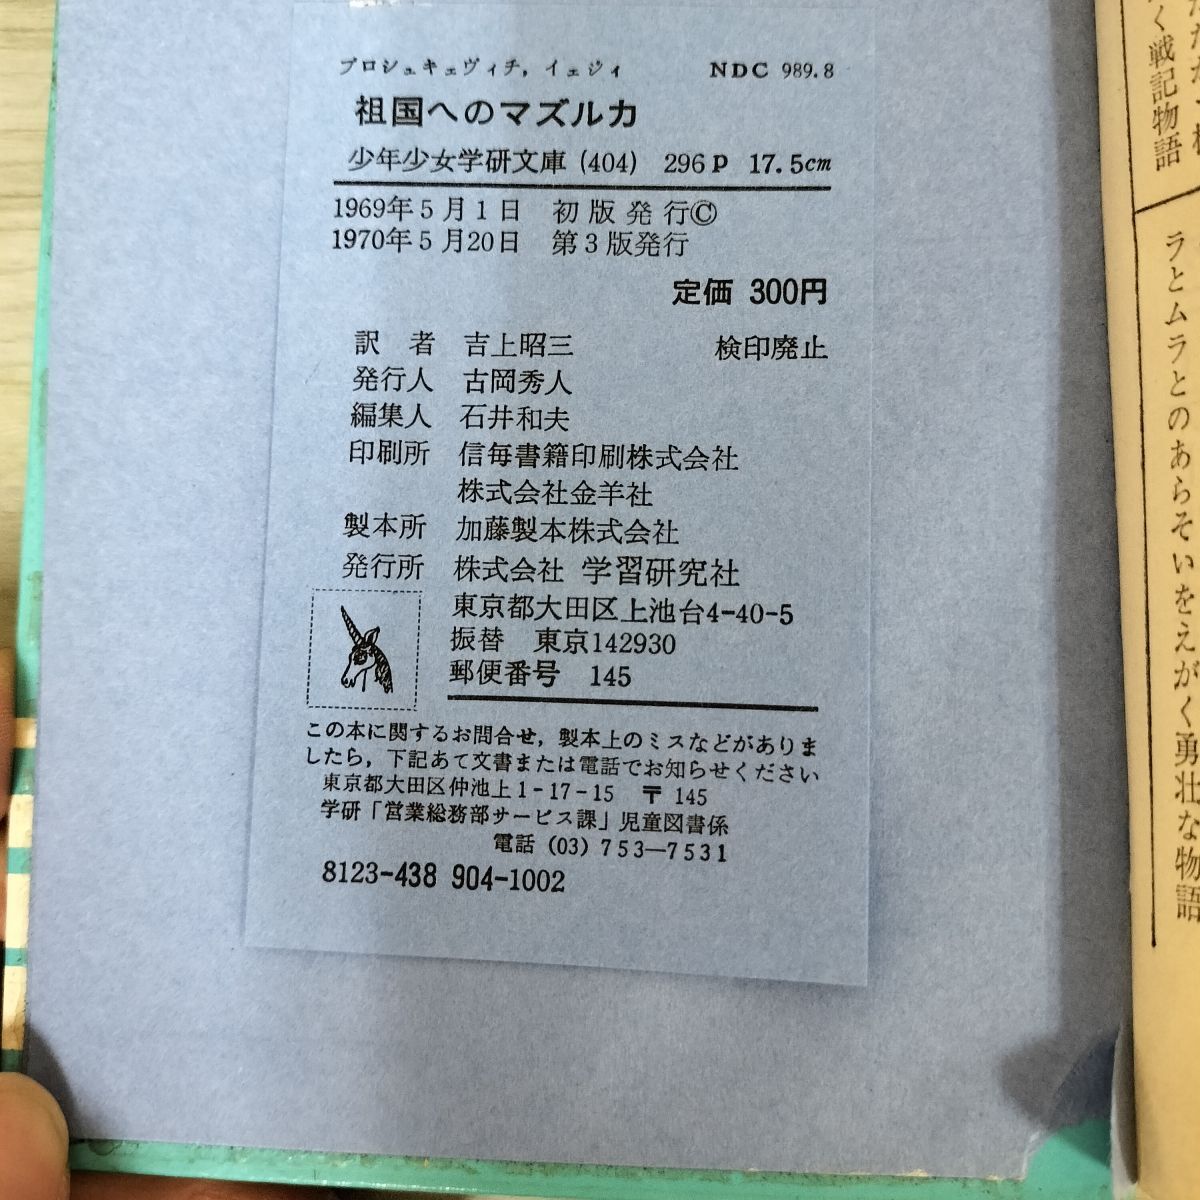 プロシュキェヴィチ，イェジィ　NDC 989.8
祖国へのマズルカ
少年少女学研文庫 (404)　296P　17.5cm
1969年5月1日　初版発行©
1970年5月20日　第3版発行
定価 300円
訳　者　吉上昭三　検印廃止
発行人　古岡秀人
編集人　石井和夫
印刷所　信毎書籍印刷株式会社
株式会社金羊社
製本所　加藤製本株式会社
発行所　株式会社 学習研究社
東京都大田区上池台4-40-5
振替　東京142930
郵便番号　145
この本に関するお問合せ，製本上のミスなどがありま
したら，下記あて文書または電話でお知らせください
東京都大田区仲池上1-17-15　〒 145
学研「営業総務部サービス課」児童図書係
電話 (03) 753—7531
8123-438 904-1002
く戦記物語
ラとムラとのあらそいをえがく勇壮な物語